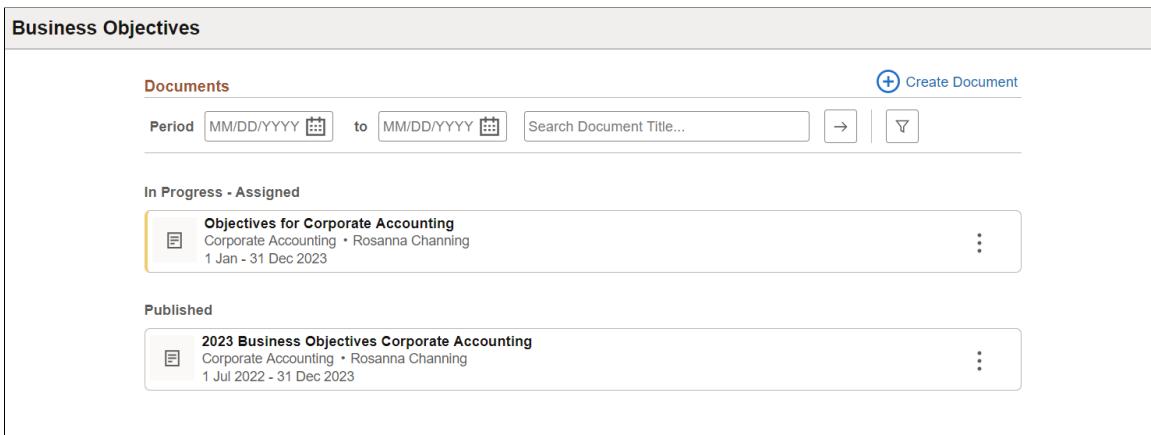 Business Objectives
Documents
Create Document
Period MM/DD/YYYY to MM/DD/YYYY Search Document Title...
In Progress - Assigned
Objectives for Corporate Accounting
Corporate Accounting • Rosanna Channing
1 Jan - 31 Dec 2023
Published
2023 Business Objectives Corporate Accounting
Corporate Accounting • Rosanna Channing
1 Jul 2022 - 31 Dec 2023